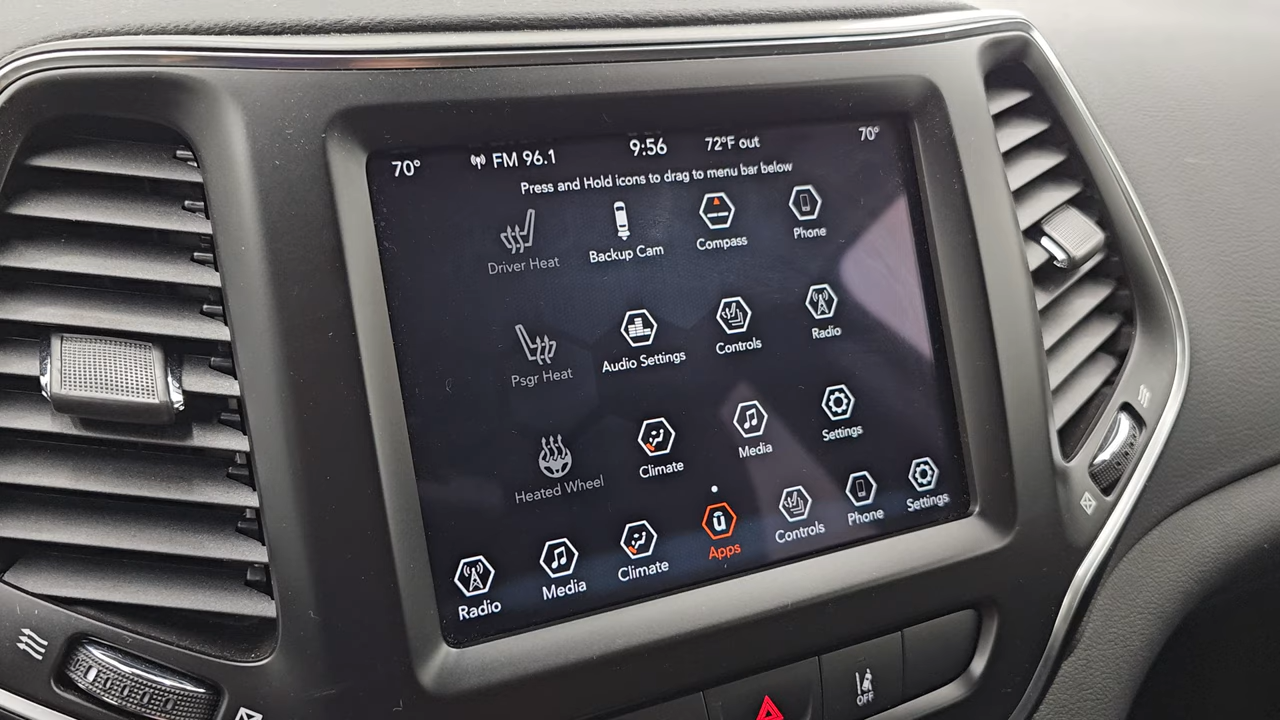 70° FM 96.1 9:56 72°F out 70°
Press and Hold icons to drag to menu bar below
Driver Heat Backup Cam Compass Phone
Psgr Heat Audio Settings Controls Radio
Heated Wheel Climate Media Settings
Radio Media Climate Apps Controls Phone Settings
OFF